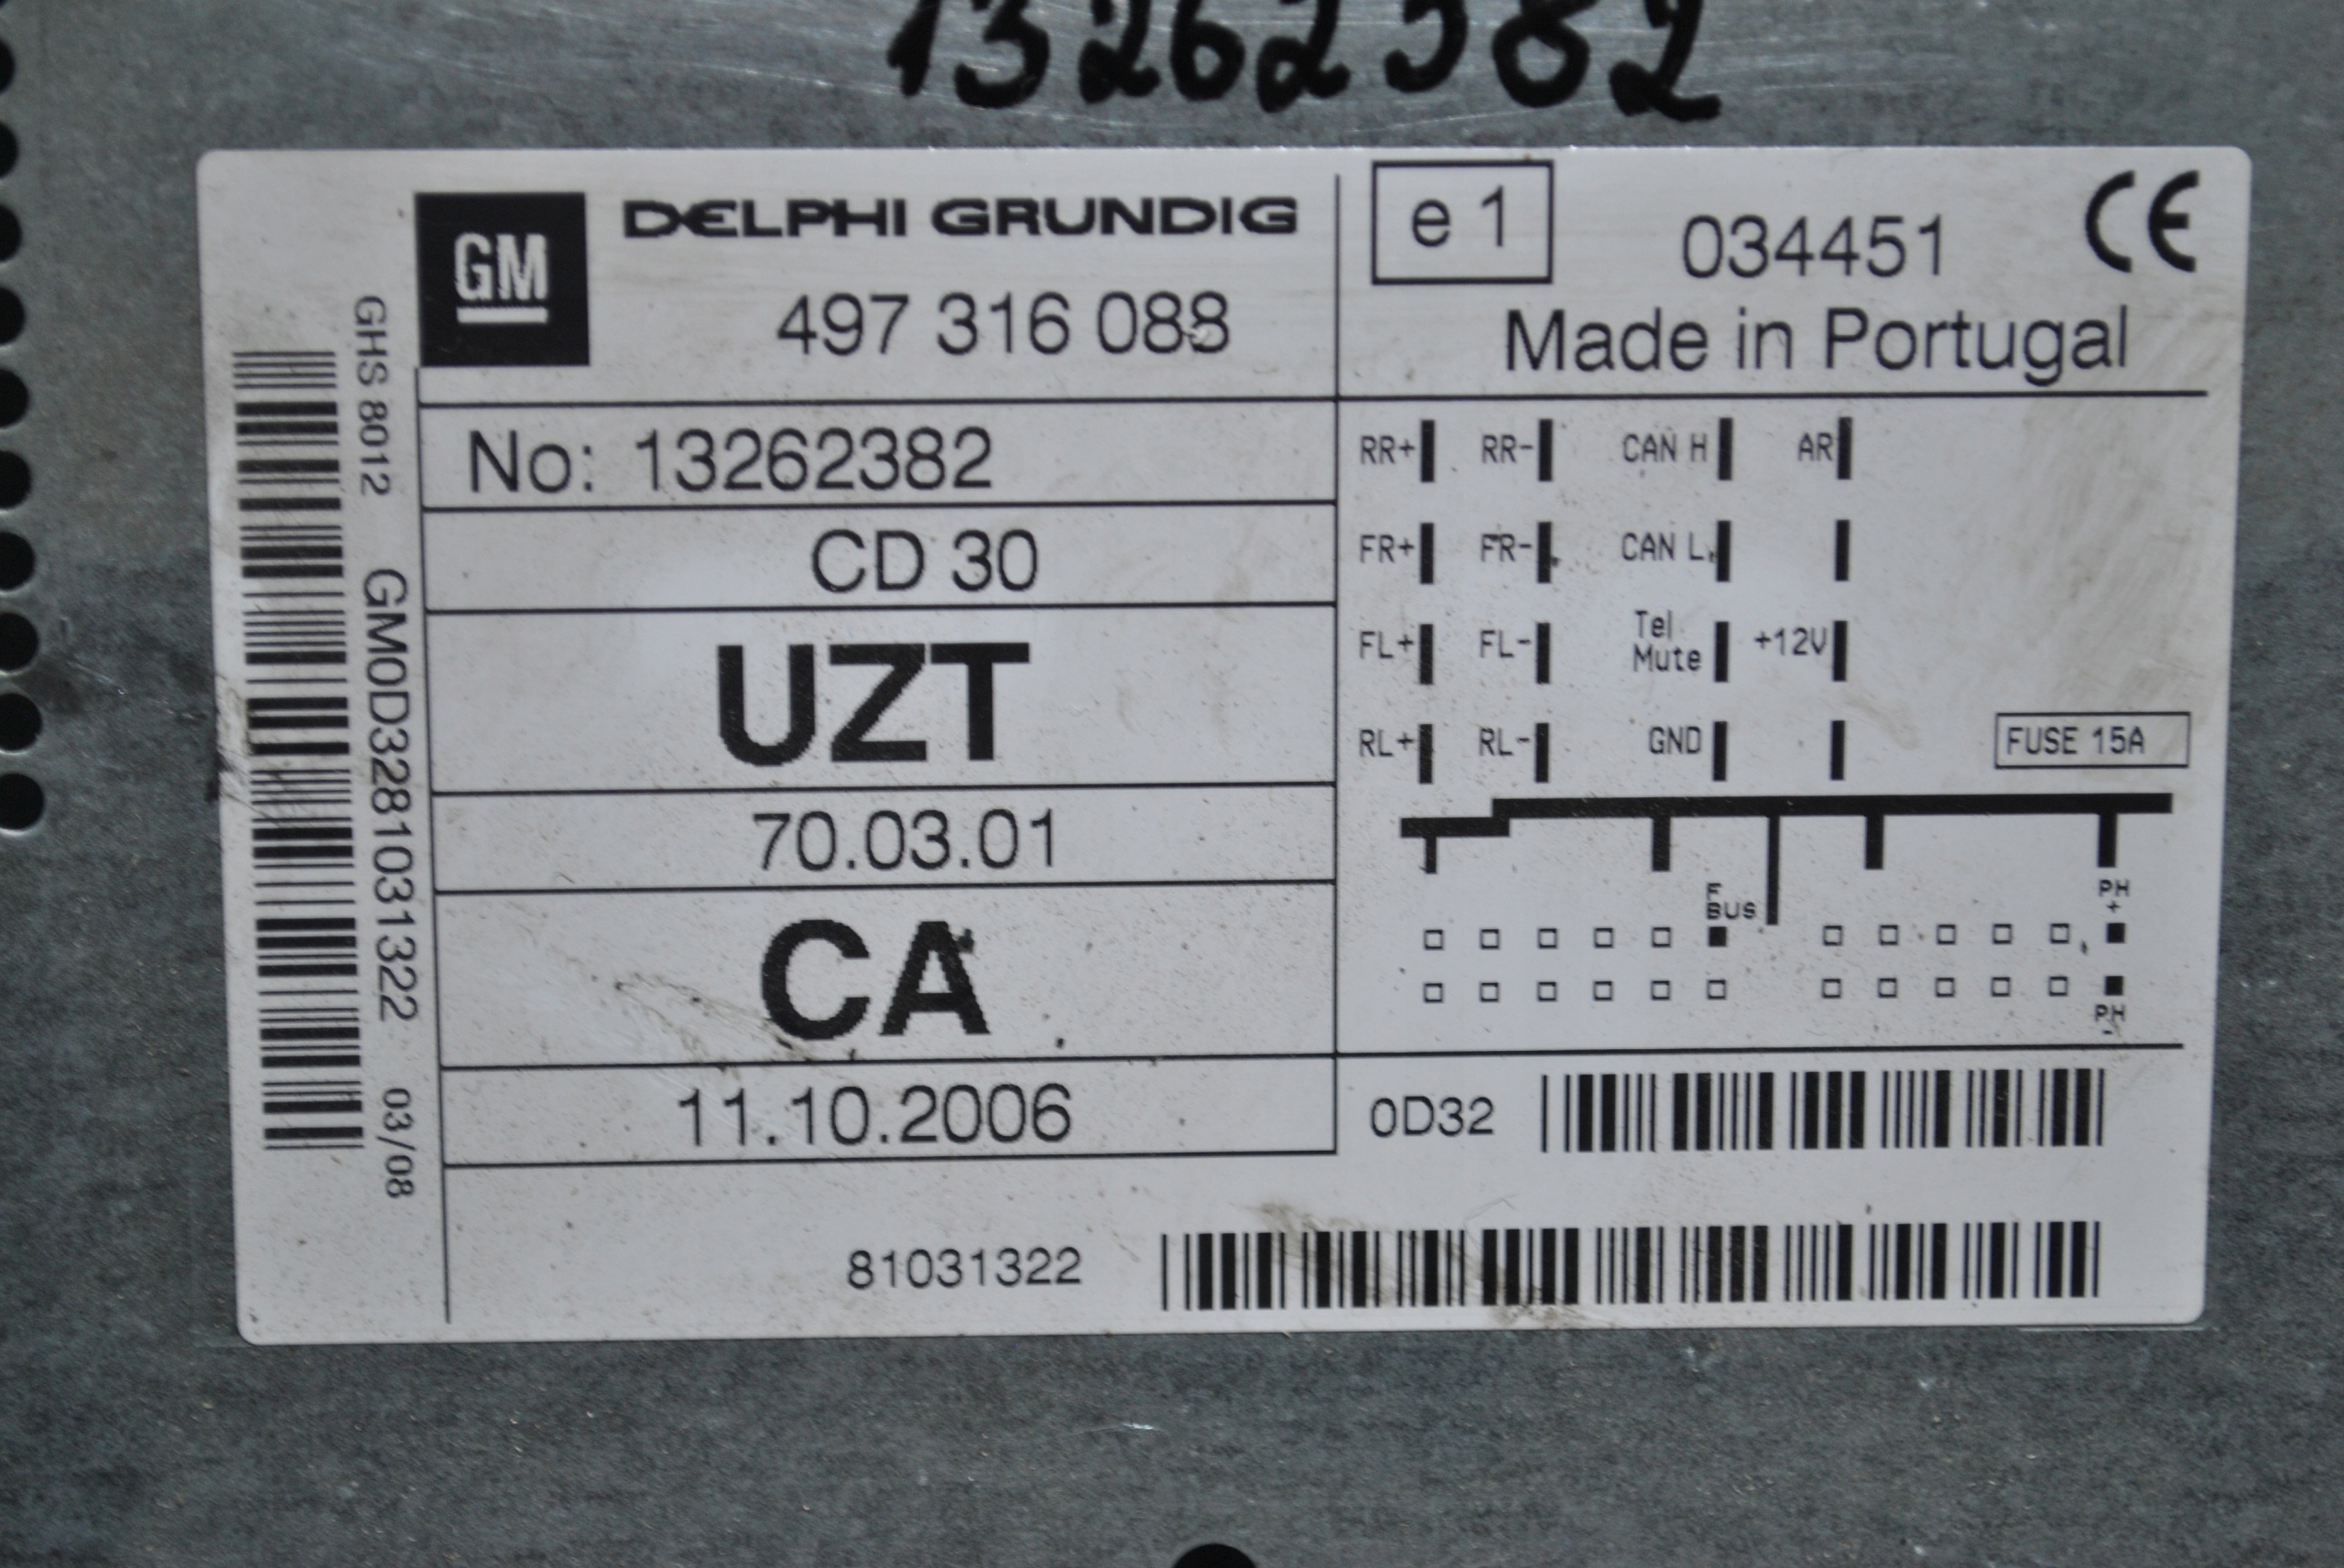 13262382
GM
DELPHI GRUNDIG
497 316 088
No: 13262382
CD 30
UZT
70.03.01
CA
11.10.2006
81031322
GHS 8012 GM0D3281031322 03/08
e1 034451 CE
Made in Portugal
RR+ RR- CAN H AR
FR+ FR- CAN L
FL+ FL- Tel Mute +12V
RL+ RL- GND
FUSE 15A
F BUS
PH +
PH -
0D32